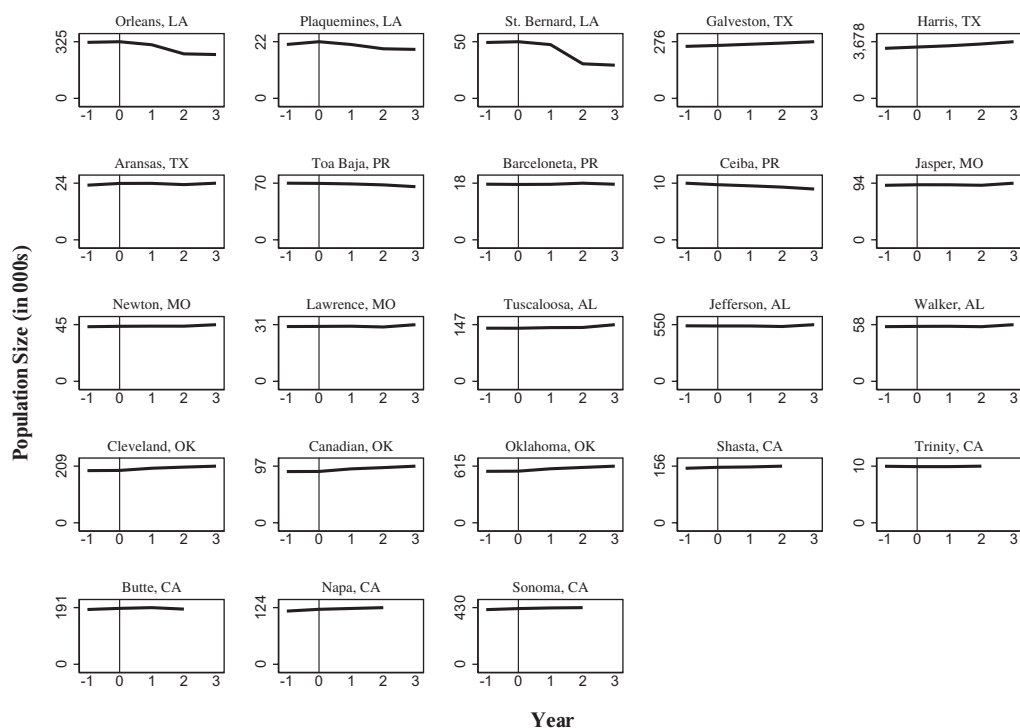 Orleans, LA Plaquemines, LA St. Bernard, LA Galveston, TX Harris, TX
325 22 50 276 3,678
0 0 0 0 0
-1 0 1 2 3 -1 0 1 2 3 -1 0 1 2 3 -1 0 1 2 3 -1 0 1 2 3
Aransas, TX Toa Baja, PR Barceloneta, PR Ceiba, PR Jasper, MO
24 70 18 10 94
0 0 0 0 0
-1 0 1 2 3 -1 0 1 2 3 -1 0 1 2 3 -1 0 1 2 3 -1 0 1 2 3
Newton, MO Lawrence, MO Tuscaloosa, AL Jefferson, AL Walker, AL
45 31 147 550 58
0 0 0 0 0
-1 0 1 2 3 -1 0 1 2 3 -1 0 1 2 3 -1 0 1 2 3 -1 0 1 2 3
Cleveland, OK Canadian, OK Oklahoma, OK Shasta, CA Trinity, CA
209 97 615 156 10
0 0 0 0 0
-1 0 1 2 3 -1 0 1 2 3 -1 0 1 2 3 -1 0 1 2 3 -1 0 1 2 3
Butte, CA Napa, CA Sonoma, CA
191 124 430
0 0 0
-1 0 1 2 3 -1 0 1 2 3 -1 0 1 2 3
Population Size (in 000s)
Year